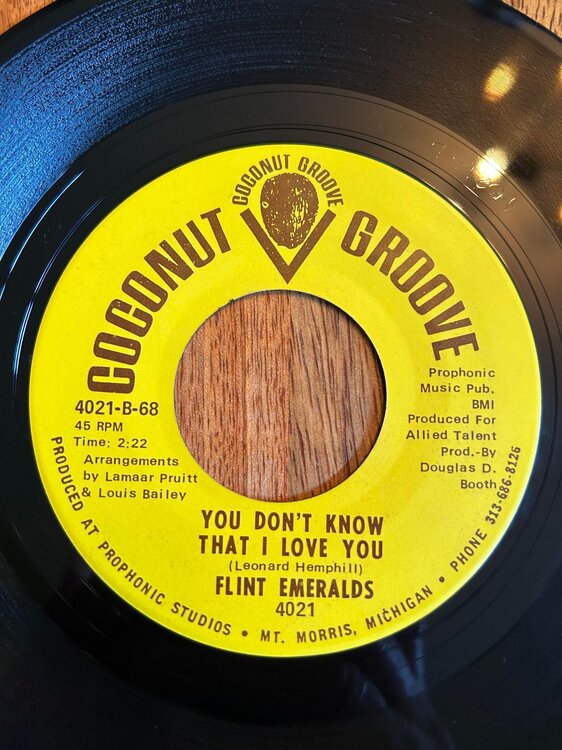 COCONUT GROOVE
COCONUT GROOVE
4021-B-68
45 RPM
Time: 2:22
Arrangements
by Lamaar Pruitt
& Louis Bailey
Prophonic
Music Pub.
BMI
Produced For
Allied Talent
Prod.-By
Douglas D.
Booth
YOU DON'T KNOW
THAT I LOVE YOU
(Leonard Hemphill)
FLINT EMERALDS
4021
PRODUCED AT PROPHONIC STUDIOS • MT. MORRIS, MICHIGAN • PHONE 313-686-8126